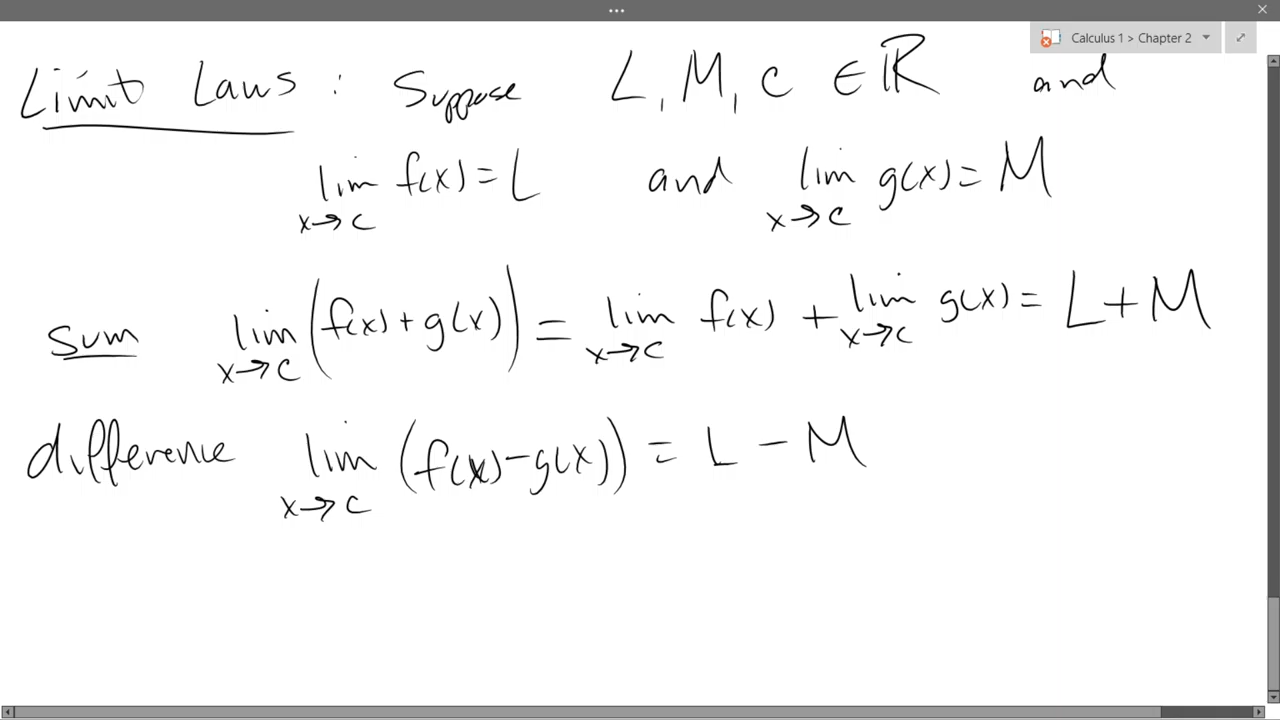 Calculus 1 > Chapter 2
Limit Laws : Suppose L, M, c ∈ ℝ and
lim x→c f(x) = L and lim x→c g(x) = M
sum lim x→c (f(x) + g(x)) = lim x→c f(x) + lim x→c g(x) = L + M
difference lim x→c (f(x) - g(x)) = L - M